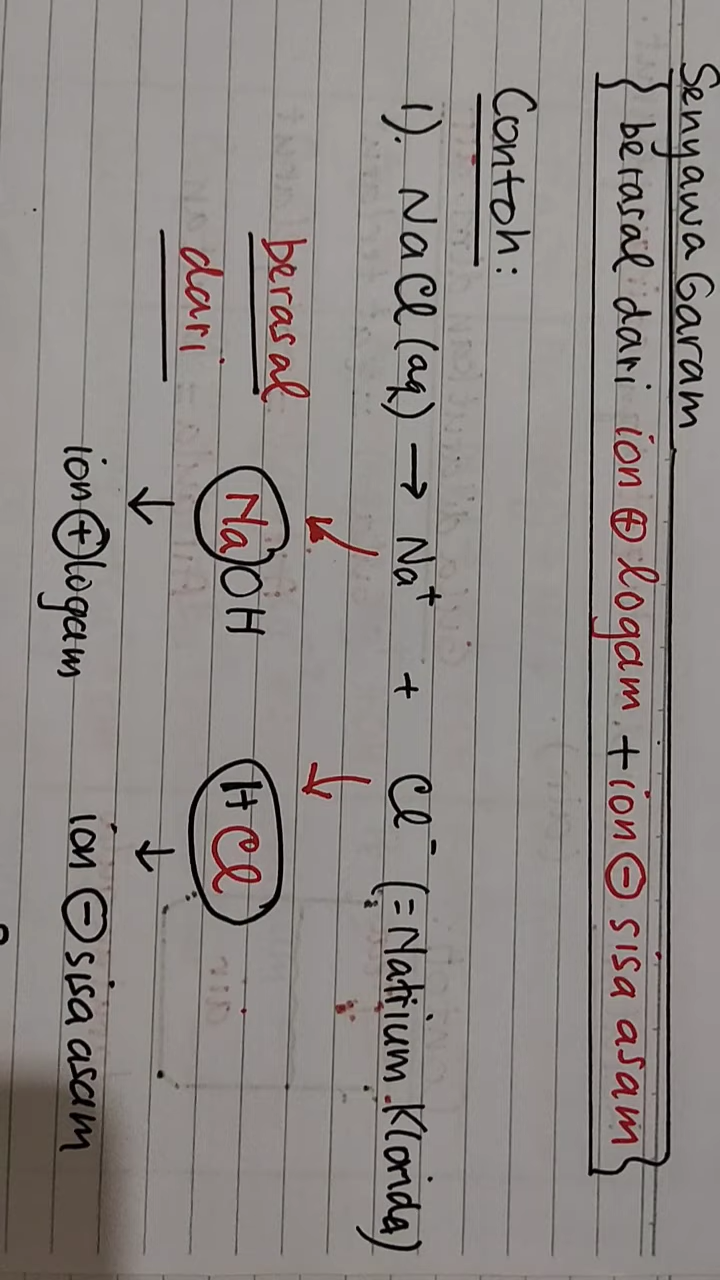 Senyawa Garam
{ berasal dari ion ⊕ logam + ion ⊖ sisa asam }
Contoh:
1). NaCl (aq) → Na⁺ + Cl⁻ (= Natrium Klorida)
↙ ↓
berasal
dari
NaOH HCl
↓ ↓
ion ⊕ logam ion ⊖ sisa asam